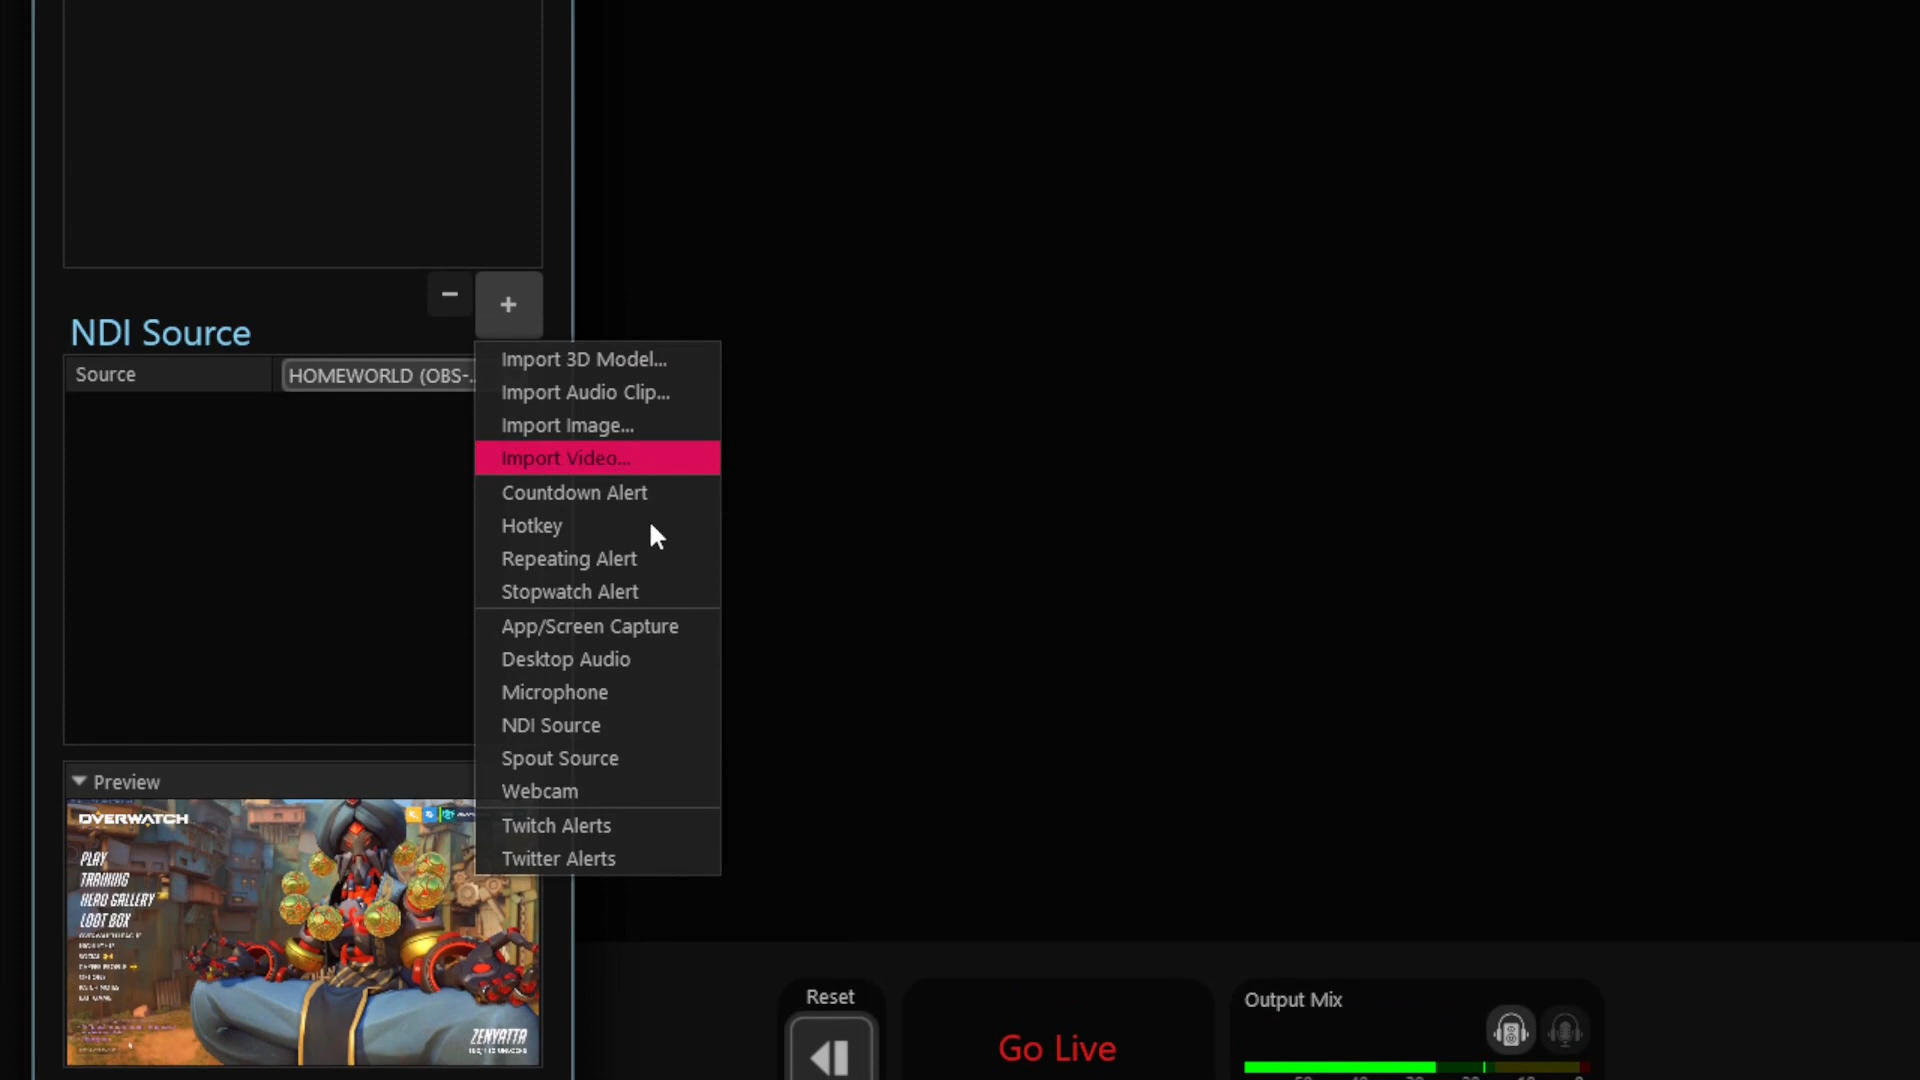 NDI Source
Source
HOMEWORLD (OBS-...
Import 3D Model...
Import Audio Clip...
Import Image...
Import Video...
Countdown Alert
Hotkey
Repeating Alert
Stopwatch Alert
App/Screen Capture
Desktop Audio
Microphone
NDI Source
Spout Source
Webcam
Twitch Alerts
Twitter Alerts
Preview
OVERWATCH
PLAY
TRAINING
HERO GALLERY
LOOT BOX
ZENYATTA
Reset
Go Live
Output Mix